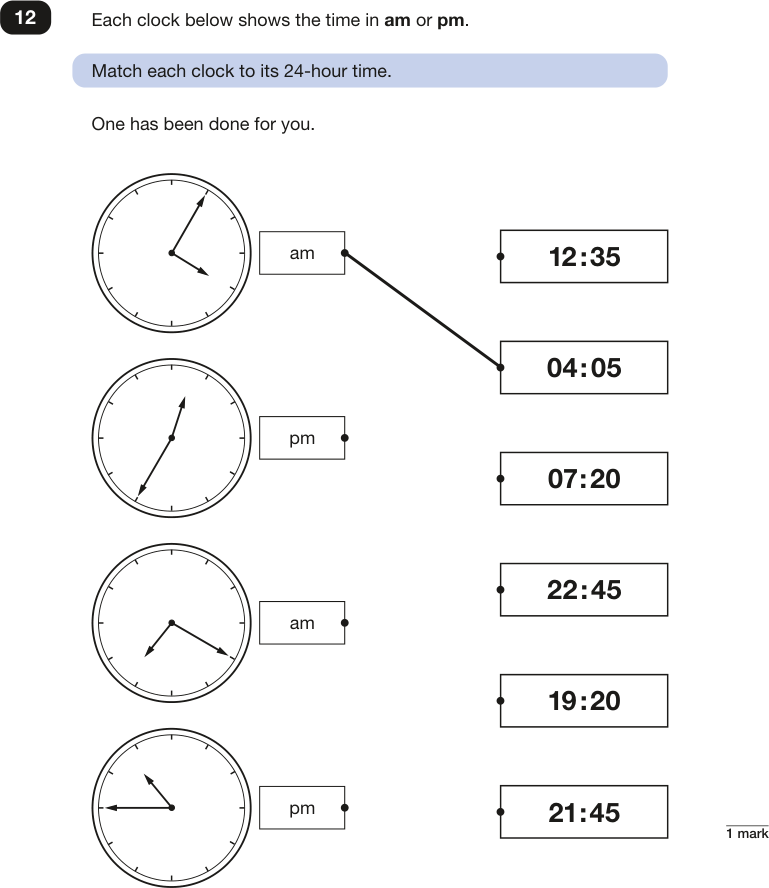 12 Each clock below shows the time in am or pm.
Match each clock to its 24-hour time.
One has been done for you.
am
12:35
04:05
pm
07:20
am
22:45
19:20
pm
21:45
1 mark